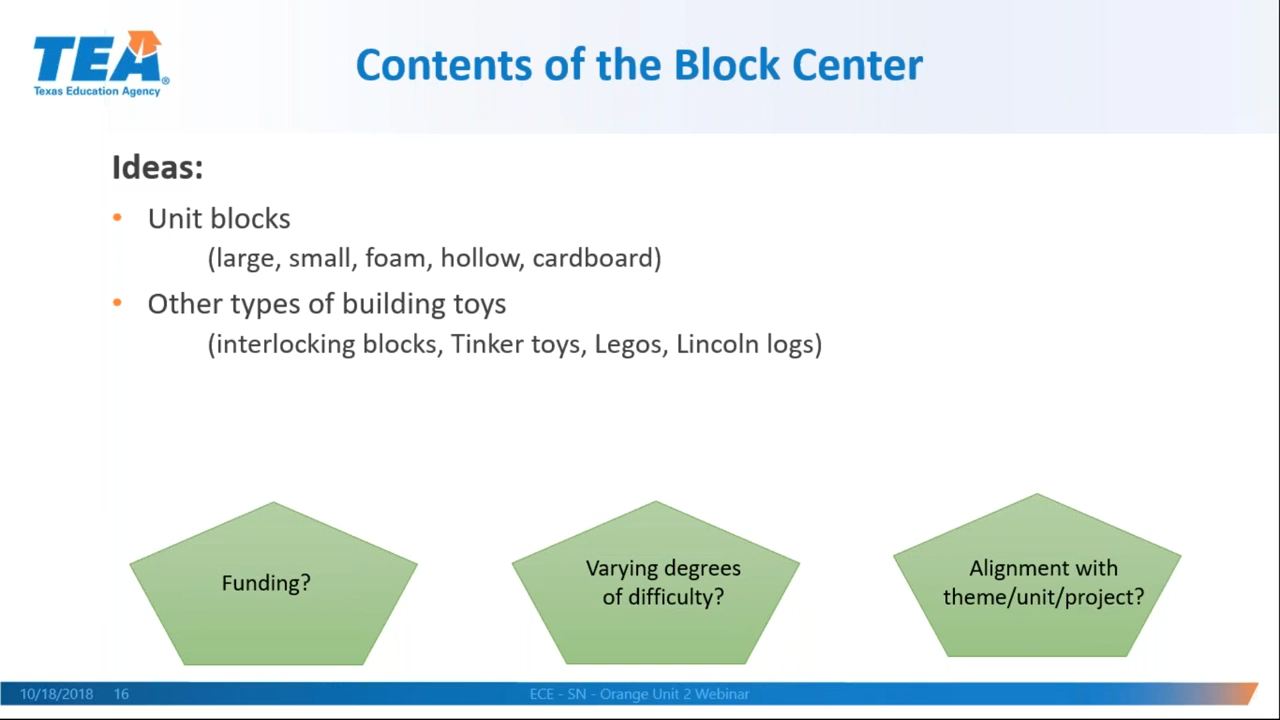 TEA®
Texas Education Agency
Contents of the Block Center
Ideas:
• Unit blocks
(large, small, foam, hollow, cardboard)
• Other types of building toys
(interlocking blocks, Tinker toys, Legos, Lincoln logs)
Funding?
Varying degrees
of difficulty?
Alignment with
theme/unit/project?
10/18/2018 16 ECE - SN - Orange Unit 2 Webinar